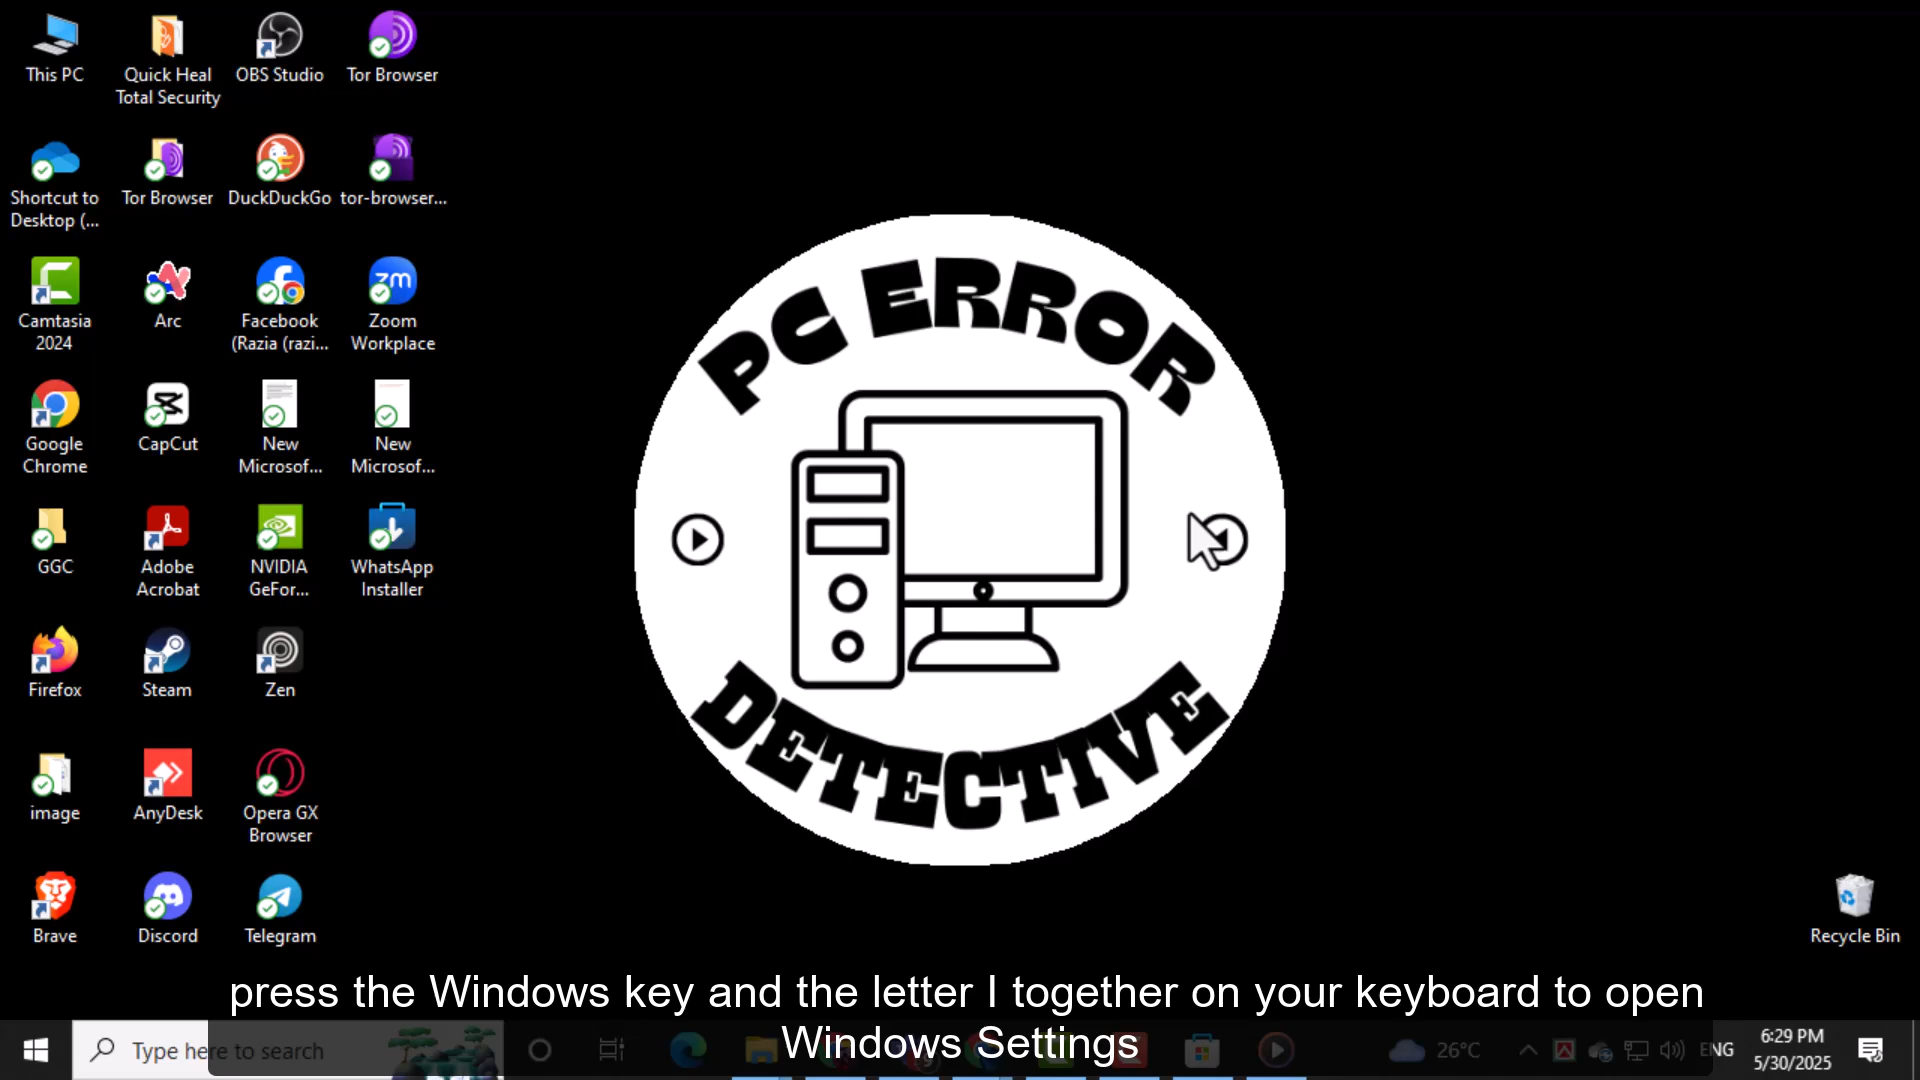 This PC
Quick Heal
Total Security
OBS Studio
Tor Browser
Shortcut to
Desktop (...
Tor Browser
DuckDuckGo
tor-browser...
Camtasia
2024
Arc
Facebook
(Razia (razi...
zm
Zoom
Workplace
Google
Chrome
CapCut
New
Microsof...
New
Microsof...
GGC
Adobe
Acrobat
NVIDIA
GeFor...
WhatsApp
Installer
Firefox
Steam
Zen
image
AnyDesk
Opera GX
Browser
Brave
Discord
Telegram
PC ERROR
DETECTIVE
Recycle Bin
press the Windows key and the letter I together on your keyboard to open
Windows Settings
Type here to search
26°C
ENG
6:29 PM
5/30/2025